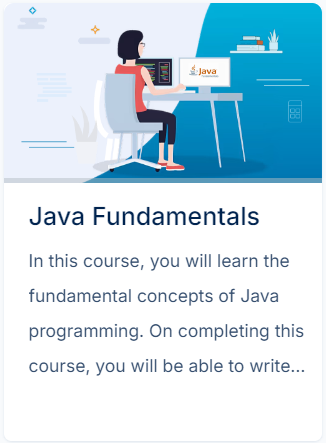 Java
Java Fundamentals
In this course, you will learn the
fundamental concepts of Java
programming. On completing this
course, you will be able to write...